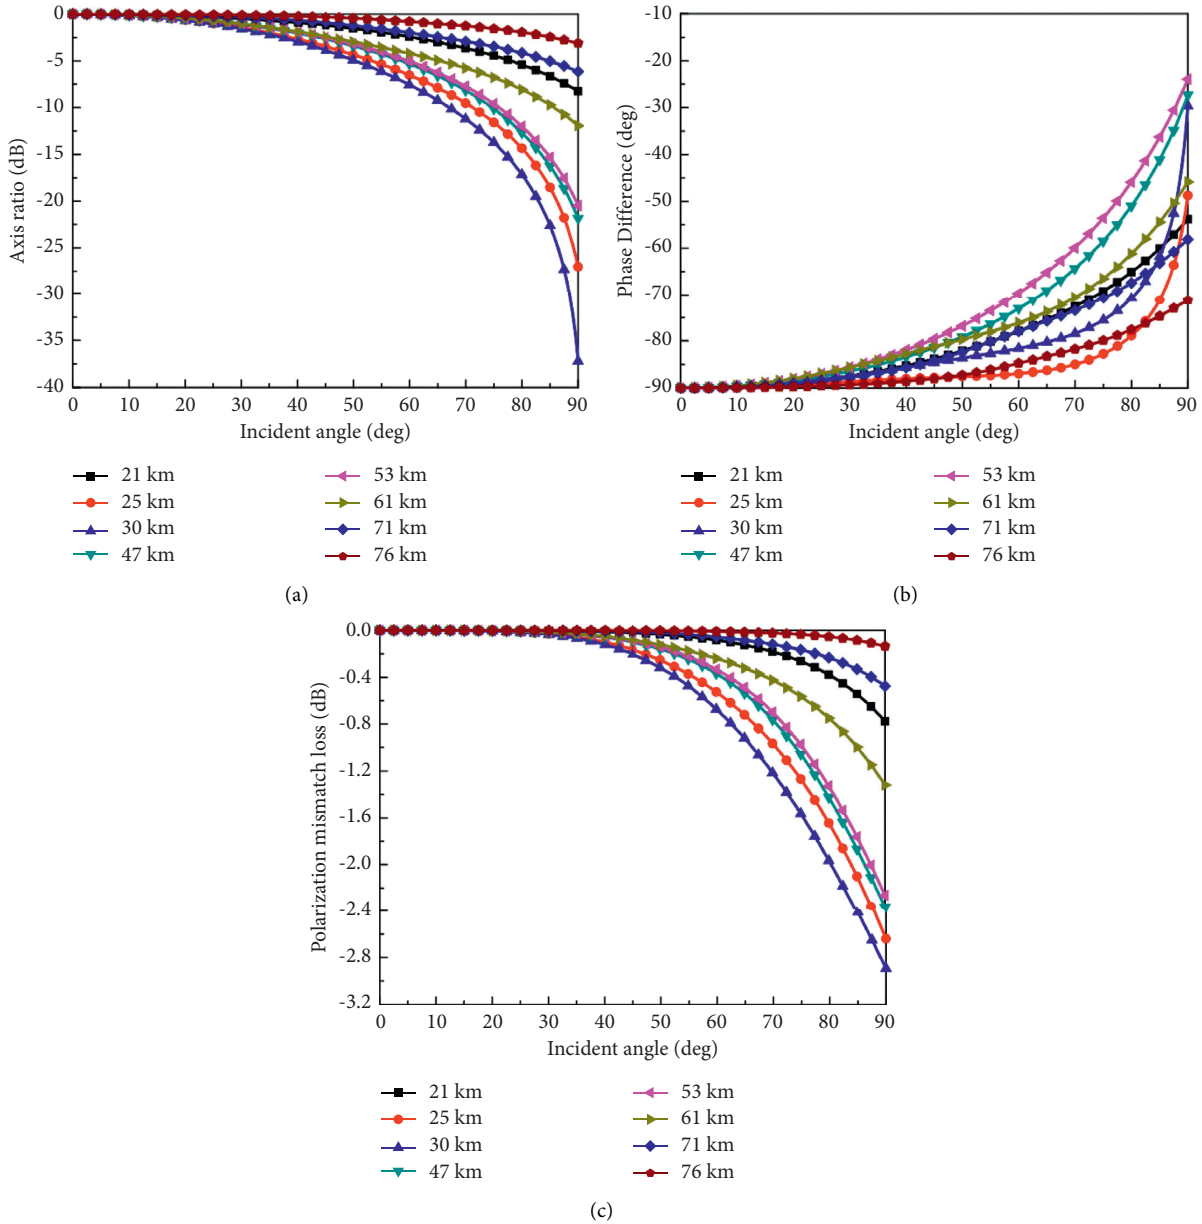 0
-5
-10
-15
-20
-25
-30
-35
-40
Axis ratio (dB)
0 10 20 30 40 50 60 70 80 90
Incident angle (deg)
21 km
25 km
30 km
47 km
53 km
61 km
71 km
76 km
(a)
-10
-20
-30
-40
-50
-60
-70
-80
-90
Phase Difference (deg)
0 10 20 30 40 50 60 70 80 90
Incident angle (deg)
21 km
25 km
30 km
47 km
53 km
61 km
71 km
76 km
(b)
0.0
-0.4
-0.8
-1.2
-1.6
-2.0
-2.4
-2.8
-3.2
Polarization mismatch loss (dB)
0 10 20 30 40 50 60 70 80 90
Incident angle (deg)
21 km
25 km
30 km
47 km
53 km
61 km
71 km
76 km
(c)